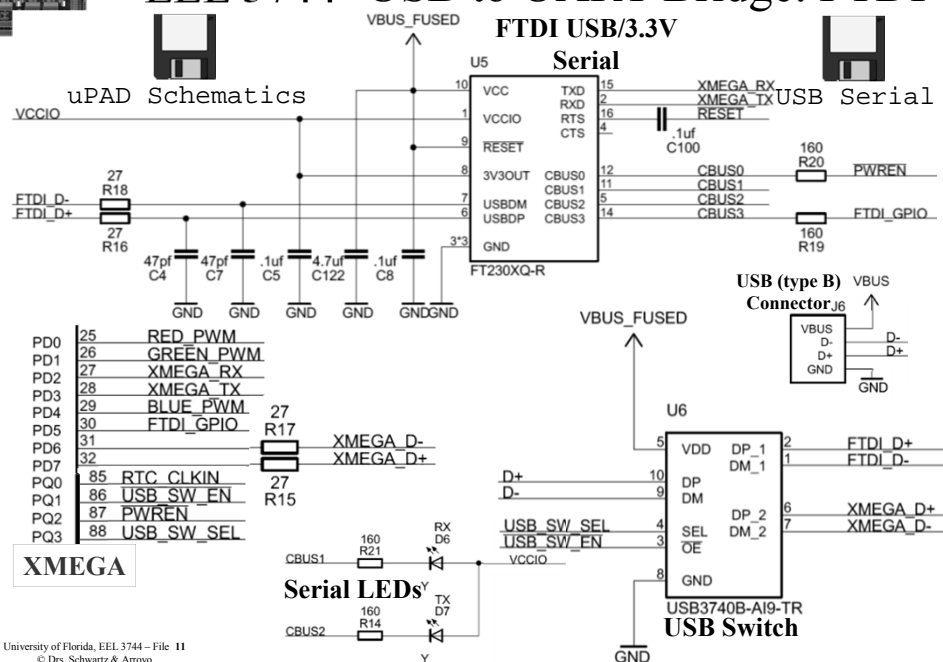 EEL 3744 USB to UART Bridge: FTDI
VBUS_FUSED
FTDI USB/3.3V
Serial
uPAD Schematics
USB Serial
U5
10 VCC TXD 15 XMEGA_RX
RXD 2 XMEGA_TX
VCCIO 1 VCCIO RTS 16 RESET
CTS 4
.1uf
C100
9 RESET
8 3V3OUT CBUS0 12 CBUS0 160 R20 PWREN
CBUS1 11 CBUS1
FTDI_D- 27 R18 7 USBDM CBUS2 5 CBUS2
FTDI_D+ 27 R16 6 USBDP CBUS3 14 CBUS3 160 R19 FTDI_GPIO
3*3 GND
FT230XQ-R
47pf C4
47pf C7
.1uf C5
4.7uf C122
.1uf C8
GND GND GND GND GND GND
USB (type B)
Connector
VBUS
J6
VBUS
D- D-
D+ D+
GND
GND
PD0 25 RED_PWM
PD1 26 GREEN_PWM
PD2 27 XMEGA_RX
PD3 28 XMEGA_TX
PD4 29 BLUE_PWM
PD5 30 FTDI_GPIO
PD6 31 27 R17 XMEGA_D-
PD7 32 27 R15 XMEGA_D+
PQ0 85 RTC_CLKIN
PQ1 86 USB_SW_EN
PQ2 87 PWREN
PQ3 88 USB_SW_SEL
XMEGA
VBUS_FUSED
U6
5 VDD DP_1 2 FTDI_D+
DM_1 1 FTDI_D-
D+ 10 DP
D- 9 DM
DP_2 6 XMEGA_D+
USB_SW_SEL 4 SEL DM_2 7 XMEGA_D-
USB_SW_EN 3 OE
8 GND
USB3740B-AI9-TR
USB Switch
GND
CBUS1 160 R21 RX D6 VCCIO
Y
Serial LEDs
CBUS2 160 R14 TX D7
Y
University of Florida, EEL 3744 – File 11
© Drs. Schwartz & Arroyo